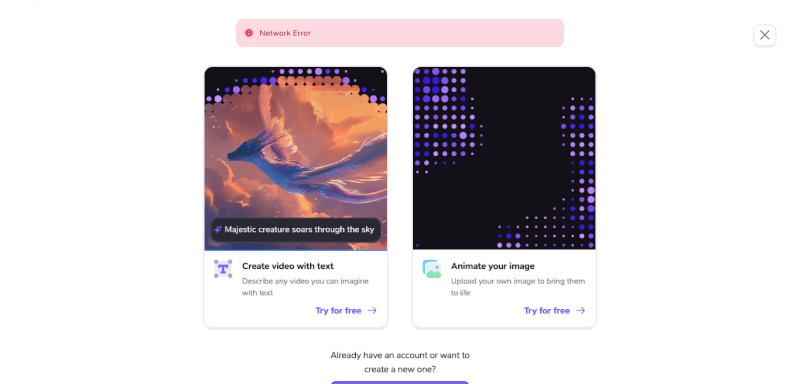 Network Error
Majestic creature soars through the sky
T
Create video with text
Describe any video you can imagine
with text
Try for free
Animate your image
Upload your own image to bring them
to life
Try for free
Already have an account or want to
create a new one?